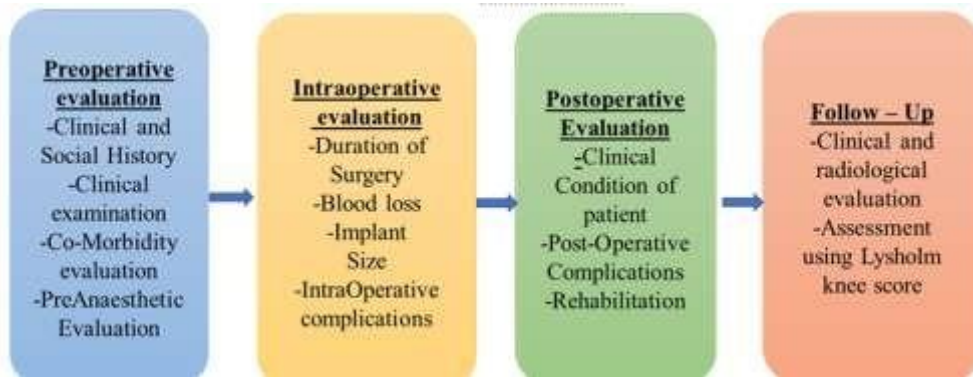 Preoperative
evaluation
-Clinical and
Social History
-Clinical
examination
-Co-Morbidity
evaluation
-PreAnaesthetic
Evaluation
Intraoperative
evaluation
-Duration of
Surgery
-Blood loss
-Implant
Size
-IntraOperative
complications
Postoperative
Evaluation
-Clinical
Condition of
patient
-Post-Operative
Complications
-Rehabilitation
Follow – Up
-Clinical and
radiological
evaluation
-Assessment
using Lysholm
knee score